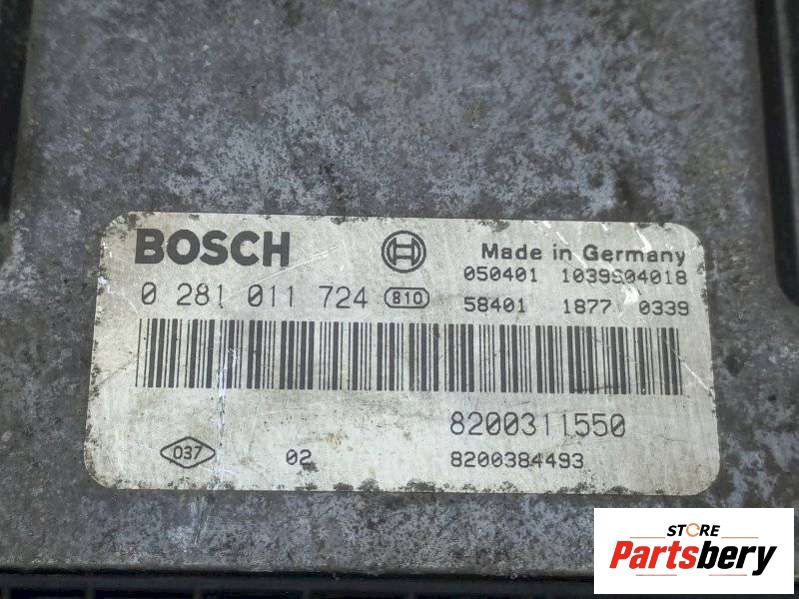 BOSCH
Made in Germany
050401 1039S04018
0 281 011 724 810
58401 1877 0339
8200311550
037 02 8200384493
STORE
Partsbery